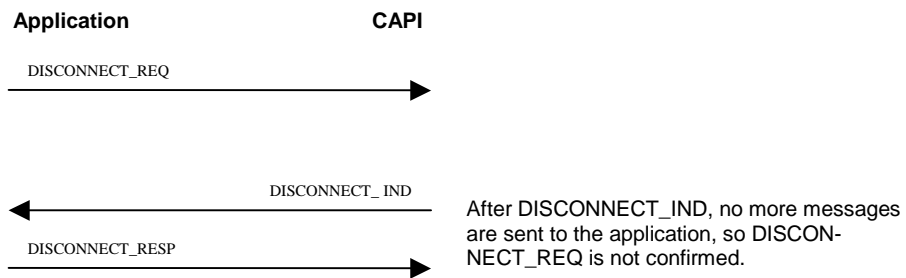 Application CAPI
DISCONNECT_REQ
DISCONNECT_ IND
After DISCONNECT_IND, no more messages
are sent to the application, so DISCON-
NECT_REQ is not confirmed.
DISCONNECT_RESP